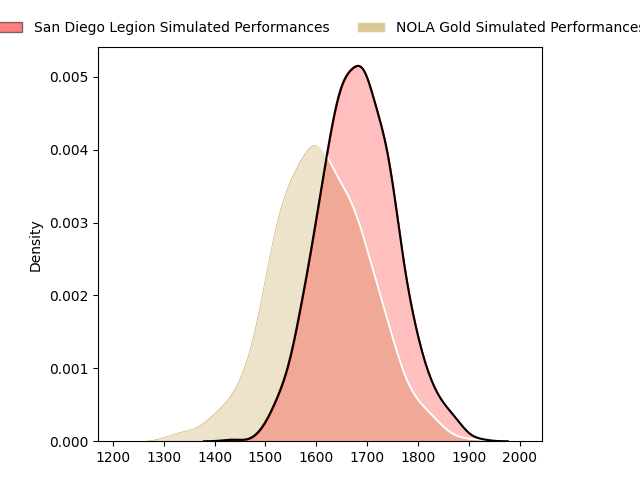 San Diego Legion Simulated Performances
NOLA Gold Simulated Performances
0.005
0.004
0.003
0.002
0.001
0.000
Density
1200 1300 1400 1500 1600 1700 1800 1900 2000